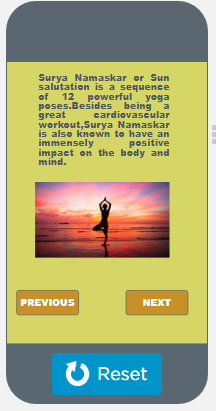 Surya Namaskar or Sun
salutation is a sequence
of 12 powerful yoga
poses.Besides being a
great cardiovascular
workout,Surya Namaskar
is also known to have an
immensely positive
impact on the body and
mind.
PREVIOUS NEXT
Reset